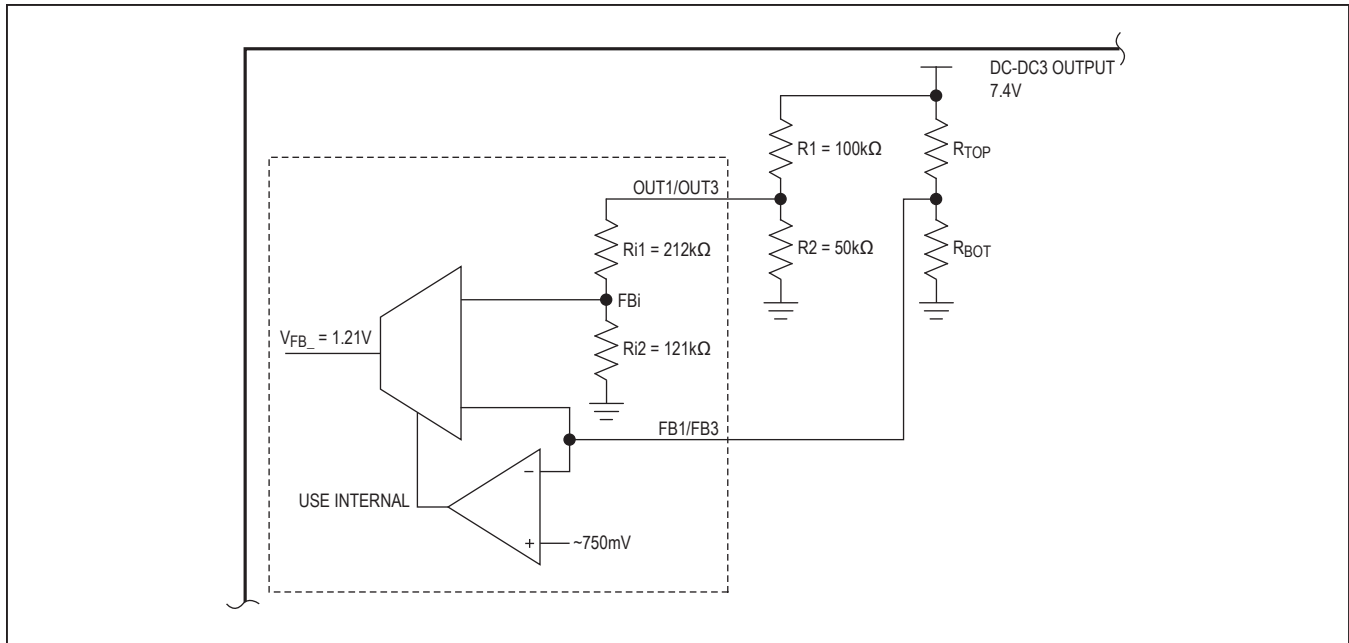 DC-DC3 OUTPUT
7.4V
R1 = 100kΩ
RTOP
OUT1/OUT3
Ri1 = 212kΩ
R2 = 50kΩ
RBOT
FBi
VFB_ = 1.21V
Ri2 = 121kΩ
FB1/FB3
−
USE INTERNAL
+
~750mV